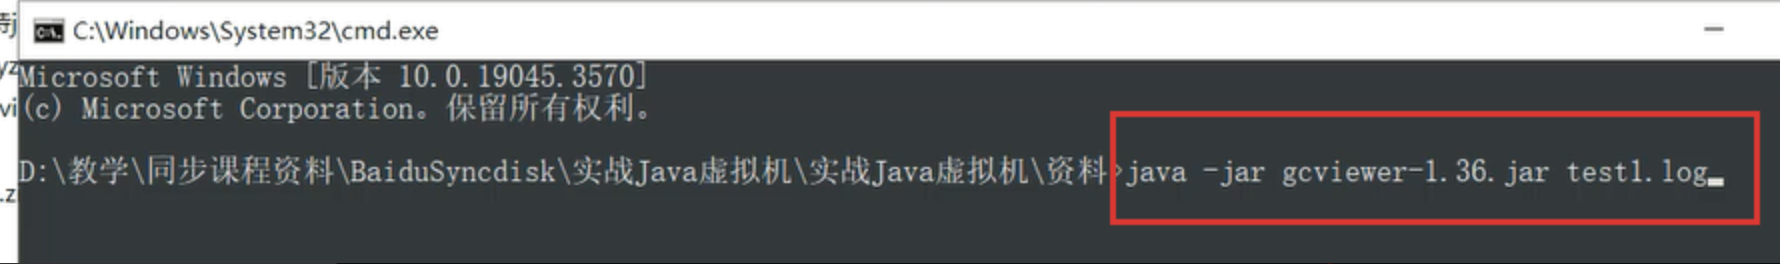 C:\Windows\System32\cmd.exe
Microsoft Windows [版本 10.0.19045.3570]
(c) Microsoft Corporation。保留所有权利。
D:\教学\同步课程资料\BaiduSyncdisk\实战Java虚拟机\实战Java虚拟机\资料>java -jar gcviewer-1.36.jar test1.log